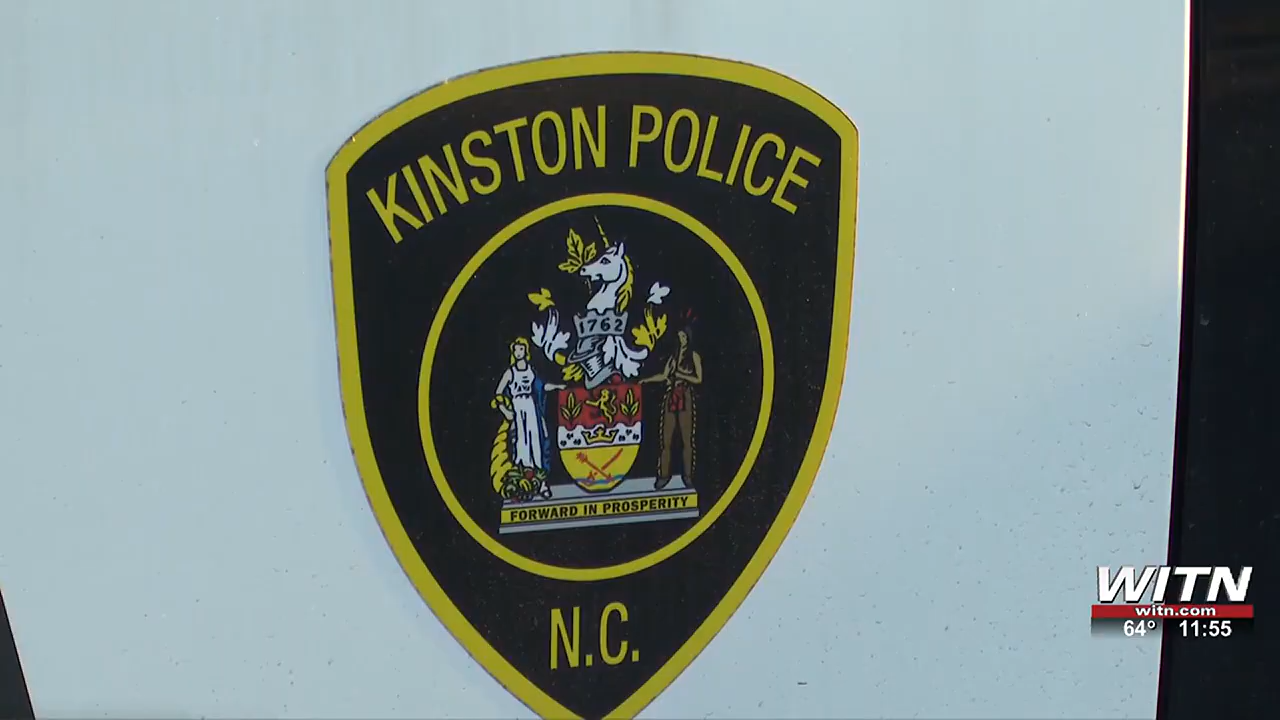 KINSTON POLICE
1762
FORWARD IN PROSPERITY
N.C.
WITN
witn.com
64° 11:55